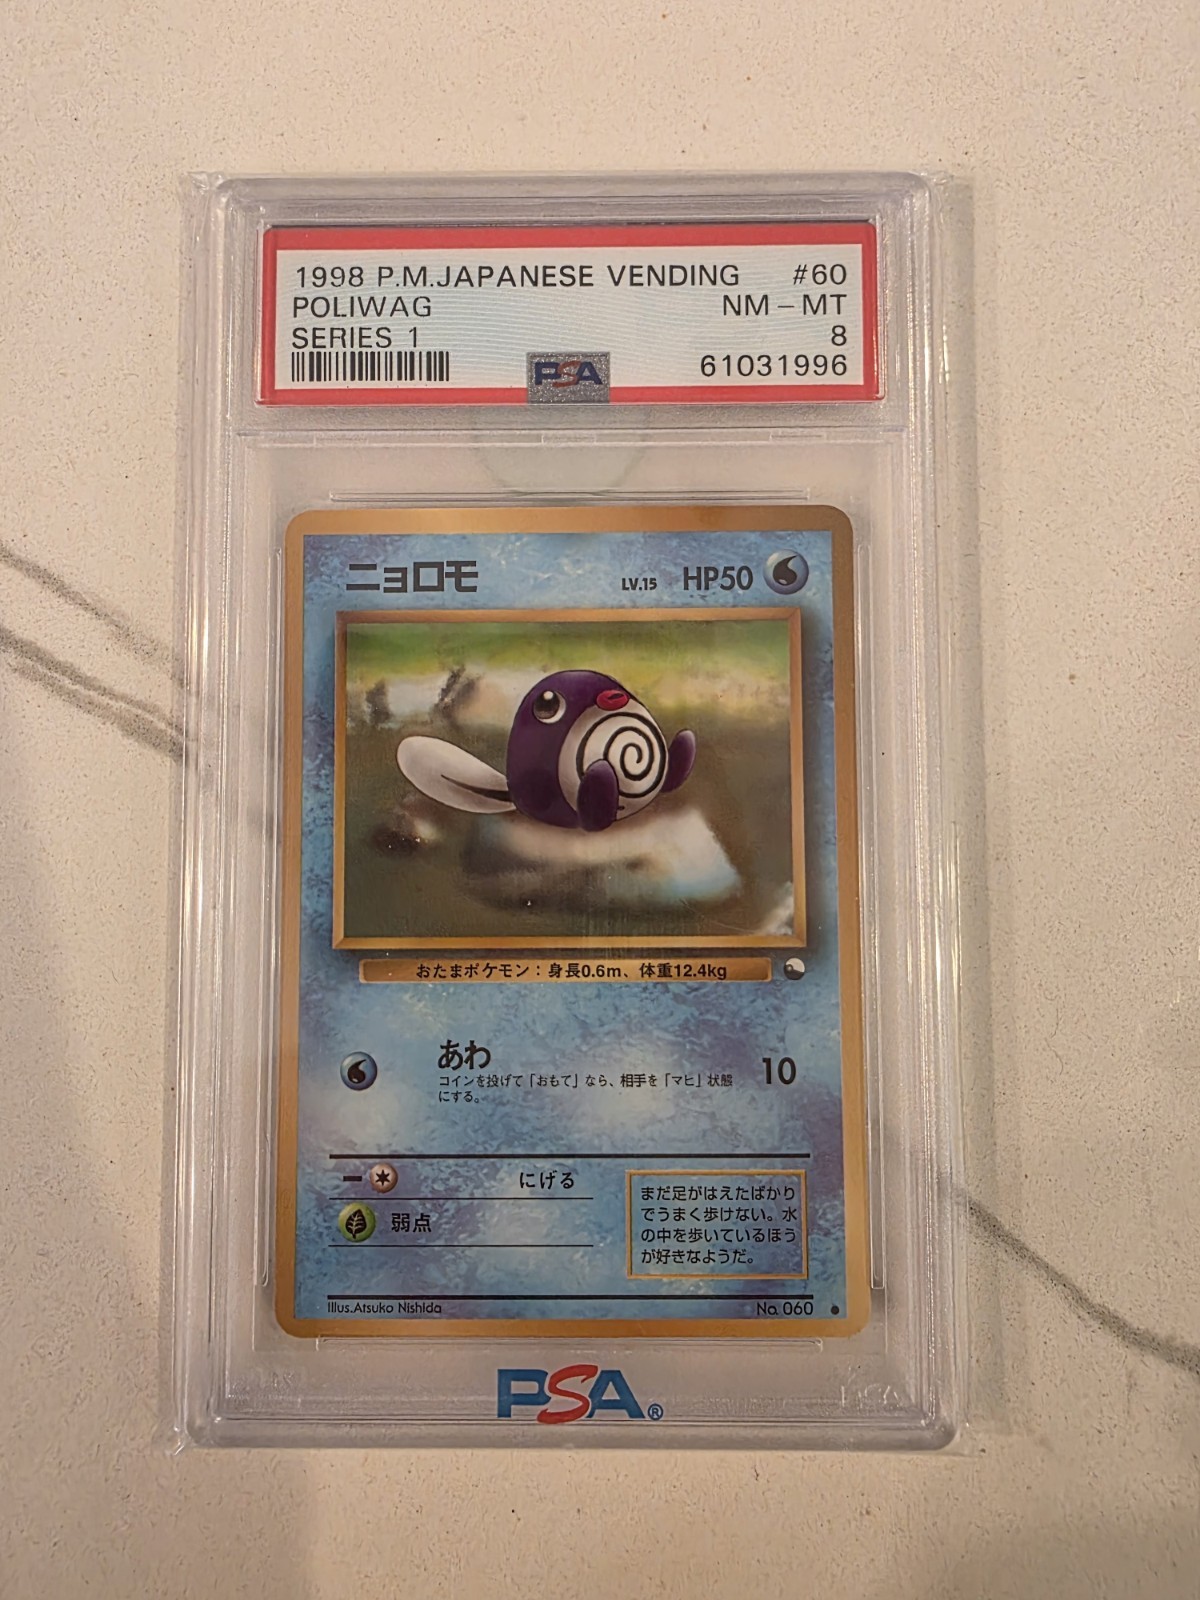 1998 P.M.JAPANESE VENDING #60
POLIWAG NM-MT
SERIES 1 8
PSA 61031996
ニョロモ LV.15 HP50
おたまポケモン：身長0.6m、体重12.4kg
あわ 10
コインを投げて「おもて」なら、相手を「マヒ」状態
にする。
にげる
弱点
まだ足がはえたばかり
でうまく歩けない。水
の中を歩いているほう
が好きなようだ。
Illus.Atsuko Nishida No.060
PSA®